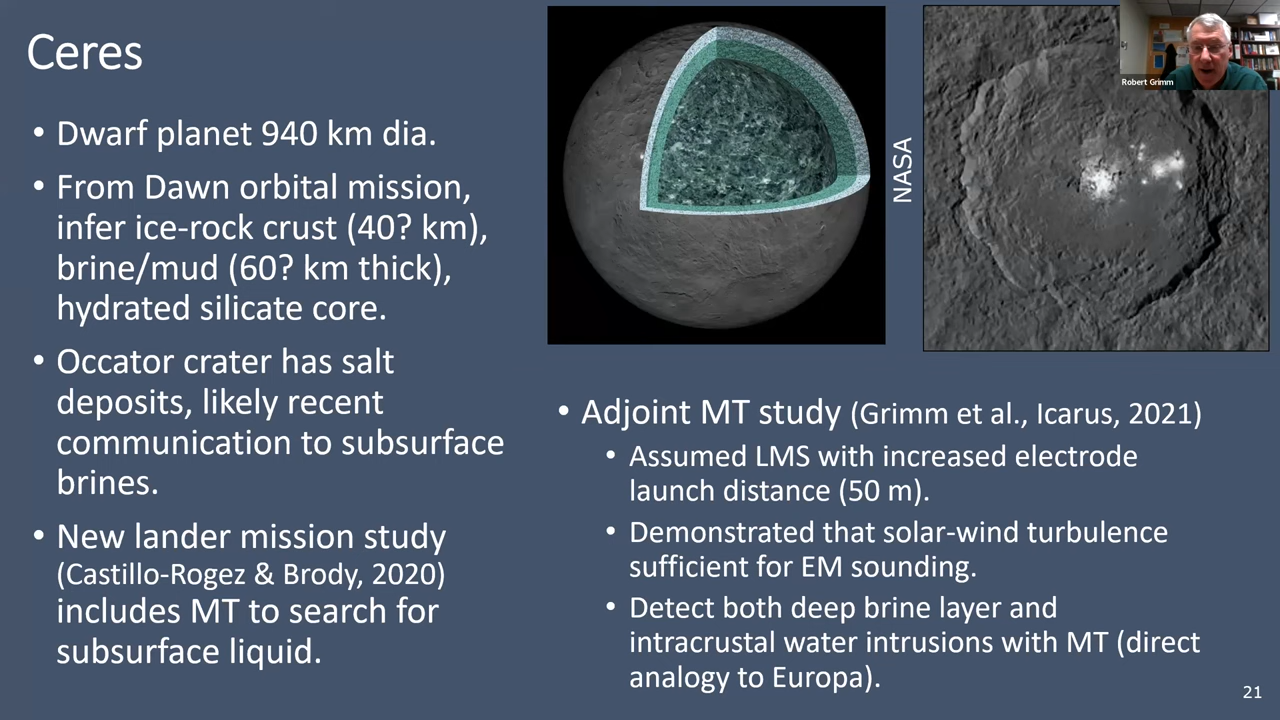 Ceres
• Dwarf planet 940 km dia.
• From Dawn orbital mission,
infer ice-rock crust (40? km),
brine/mud (60? km thick),
hydrated silicate core.
• Occator crater has salt
deposits, likely recent
communication to subsurface
brines.
• New lander mission study
(Castillo-Rogez & Brody, 2020)
includes MT to search for
subsurface liquid.
NASA
Robert Grimm
• Adjoint MT study (Grimm et al., Icarus, 2021)
• Assumed LMS with increased electrode
launch distance (50 m).
• Demonstrated that solar-wind turbulence
sufficient for EM sounding.
• Detect both deep brine layer and
intracrustal water intrusions with MT (direct
analogy to Europa).
21